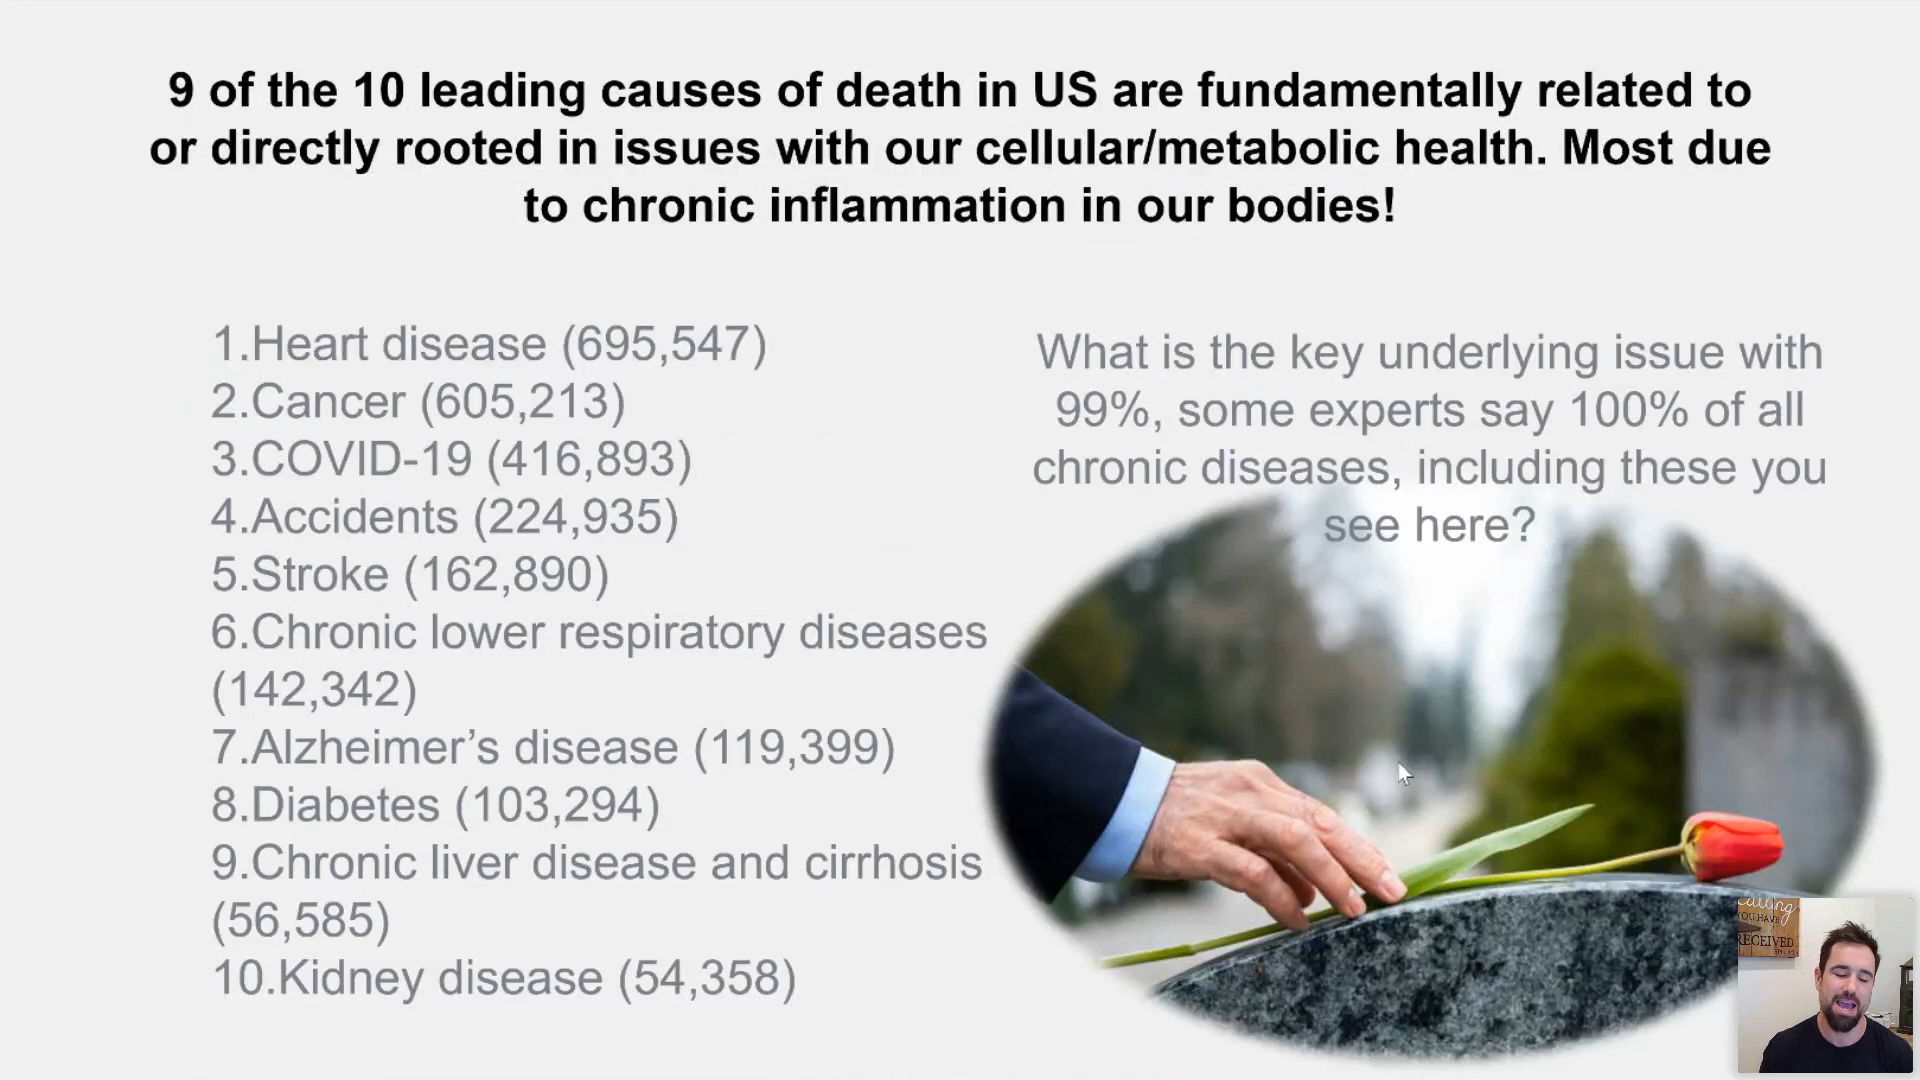 9 of the 10 leading causes of death in US are fundamentally related to
or directly rooted in issues with our cellular/metabolic health. Most due
to chronic inflammation in our bodies!
1.Heart disease (695,547)
2.Cancer (605,213)
3.COVID-19 (416,893)
4.Accidents (224,935)
5.Stroke (162,890)
6.Chronic lower respiratory diseases
(142,342)
7.Alzheimer’s disease (119,399)
8.Diabetes (103,294)
9.Chronic liver disease and cirrhosis
(56,585)
10.Kidney disease (54,358)
What is the key underlying issue with
99%, some experts say 100% of all
chronic diseases, including these you
see here?
calling
YOU HAVE
RECEIVED